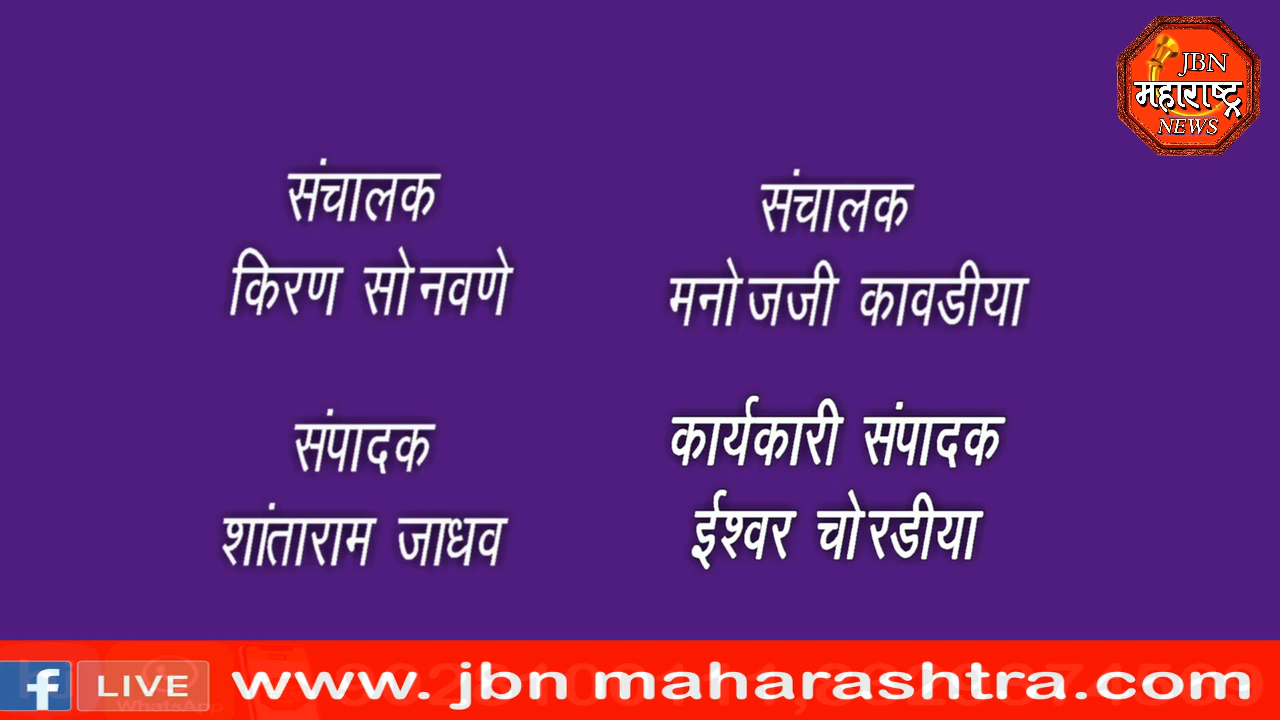 JBN
महाराष्ट्र
NEWS
संचालक
किरण सोनवणे
संचालक
मनोजजी कावडीया
संपादक
शांताराम जाधव
कार्यकारी संपादक
ईश्वर चोरडीया
f LIVE www. jbn maharashtra.com
WhatsApp